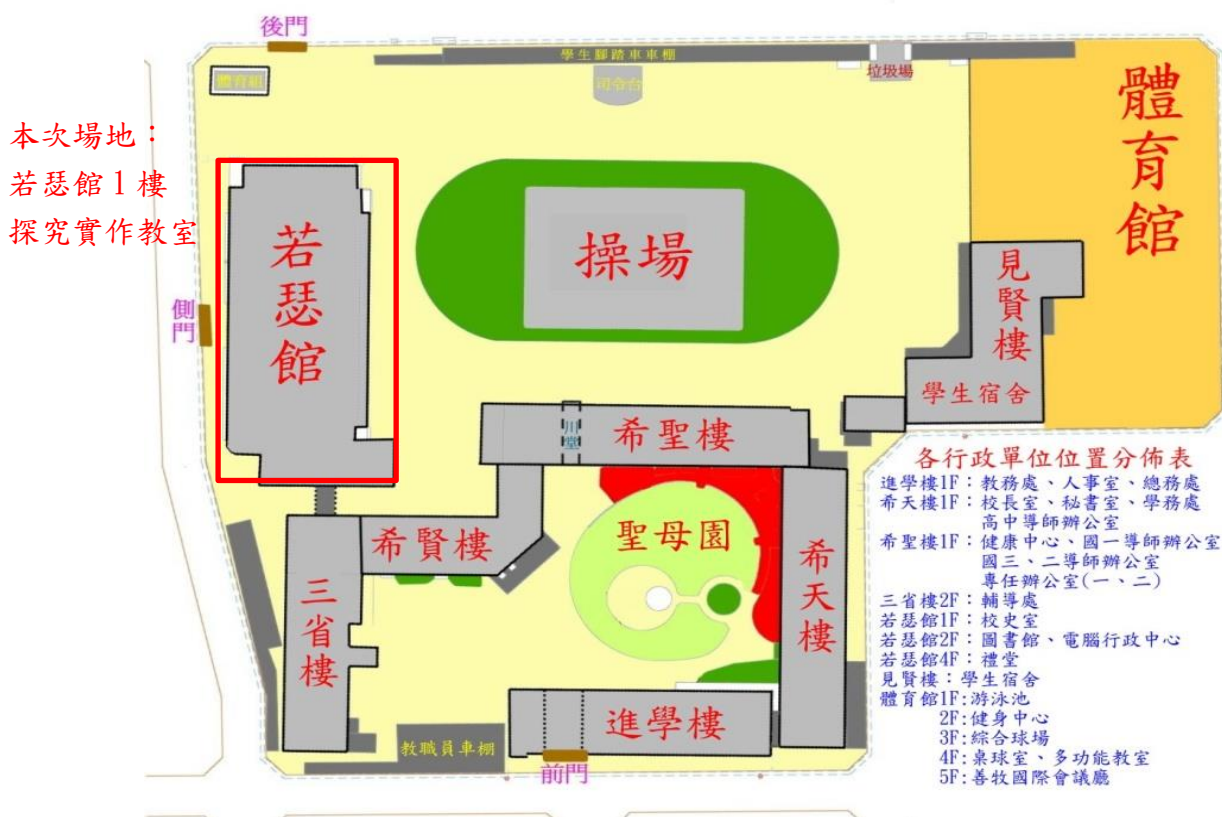 後門
學生腳踏車車棚
司令台
垃圾場
體育組
體育館
本次場地：
若瑟館1樓
探究實作教室
若瑟館
操場
見賢樓
學生宿舍
側門
川堂
希聖樓
希賢樓
聖母園
希天樓
三省樓
進學樓
教職員車棚
前門
各行政單位位置分佈表
進學樓1F：教務處、人事室、總務處
希天樓1F：校長室、秘書室、學務處
高中導師辦公室
希聖樓1F：健康中心、國一導師辦公室
國三、二導師辦公室
專任辦公室(一、二)
三省樓2F：輔導處
若瑟館1F：校史室
若瑟館2F：圖書館、電腦行政中心
若瑟館4F：禮堂
見賢樓：學生宿舍
體育館1F:游泳池
2F:健身中心
3F:綜合球場
4F:桌球室、多功能教室
5F:善牧國際會議廳